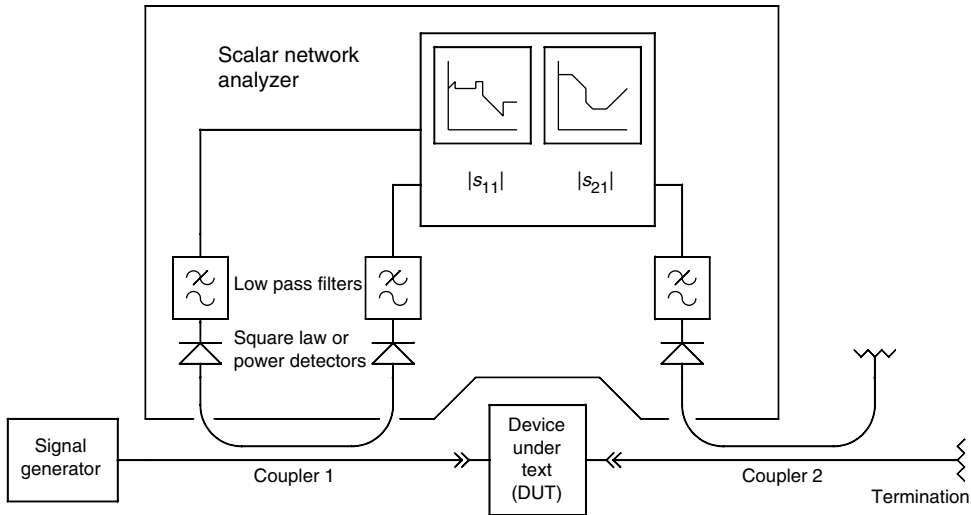 Scalar network
analyzer
|s11|
|s21|
Low pass filters
Square law or
power detectors
Signal
generator
Coupler 1
Device
under
text
(DUT)
Coupler 2
Termination